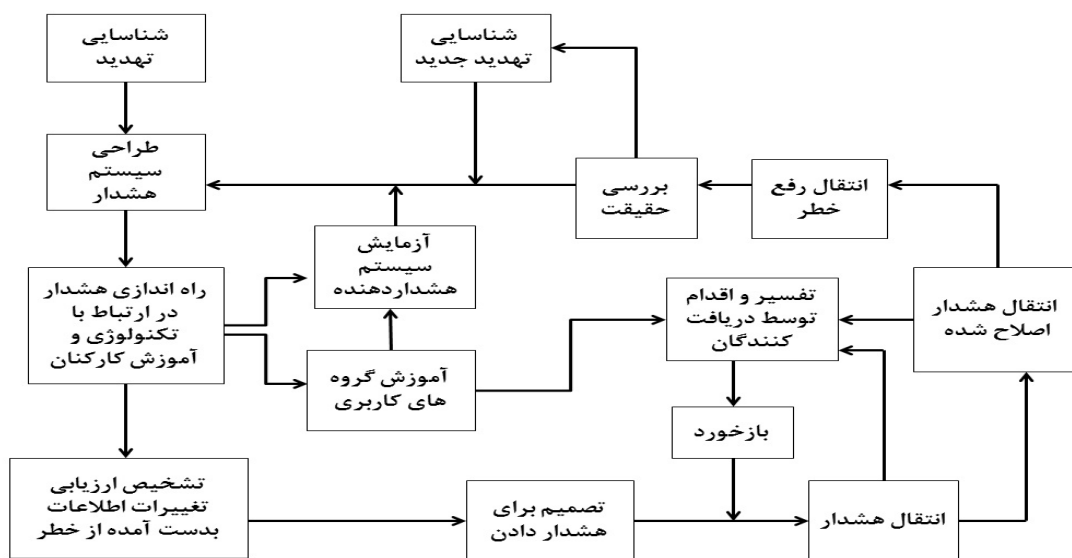 شناسایی
تهدید
شناسایی
تهدید جدید
طراحی
سیستم
هشدار
بررسی
حقیقت
انتقال رفع
خطر
آزمایش
سیستم
هشداردهنده
راه اندازی هشدار
در ارتباط با
تکنولوژی و
آموزش کارکنان
تفسیر و اقدام
توسط دریافت
کنندگان
انتقال هشدار
اصلاح شده
آموزش گروه
های کاربری
بازخورد
تشخیص ارزیابی
تغییرات اطلاعات
بدست آمده از خطر
تصمیم برای
هشدار دادن
انتقال هشدار